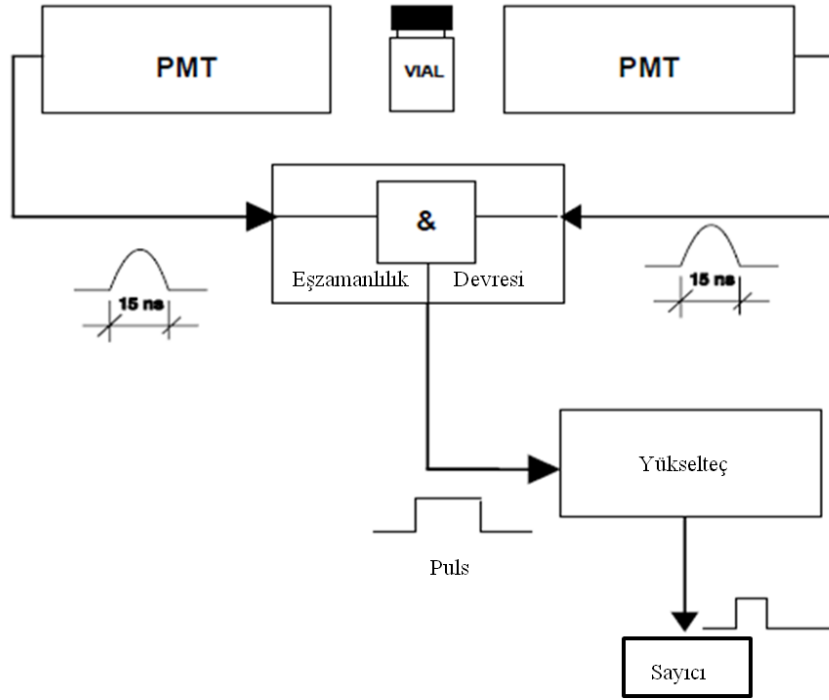 PMT
VIAL
PMT
&
Eşzamanlılık Devresi
15 ns
15 ns
Yükselteç
Puls
Sayıcı